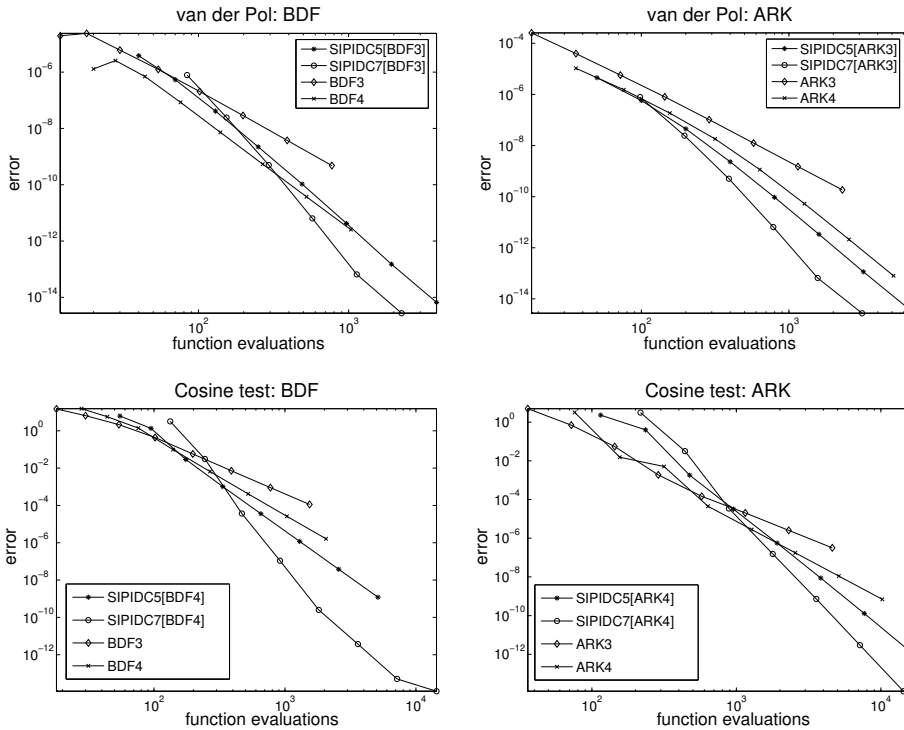 van der Pol: BDF
10^-6
10^-8
10^-10
10^-12
10^-14
error
10^2
10^3
function evaluations
SIPIDC5[BDF3]
SIPIDC7[BDF3]
BDF3
BDF4
van der Pol: ARK
10^-4
10^-6
10^-8
10^-10
10^-12
10^-14
error
10^2
10^3
function evaluations
SIPIDC5[ARK3]
SIPIDC7[ARK3]
ARK3
ARK4
Cosine test: BDF
10^0
10^-2
10^-4
10^-6
10^-8
10^-10
10^-12
error
10^2
10^3
10^4
function evaluations
SIPIDC5[BDF4]
SIPIDC7[BDF4]
BDF3
BDF4
Cosine test: ARK
10^0
10^-2
10^-4
10^-6
10^-8
10^-10
10^-12
error
10^2
10^3
10^4
function evaluations
SIPIDC5[ARK4]
SIPIDC7[ARK4]
ARK3
ARK4